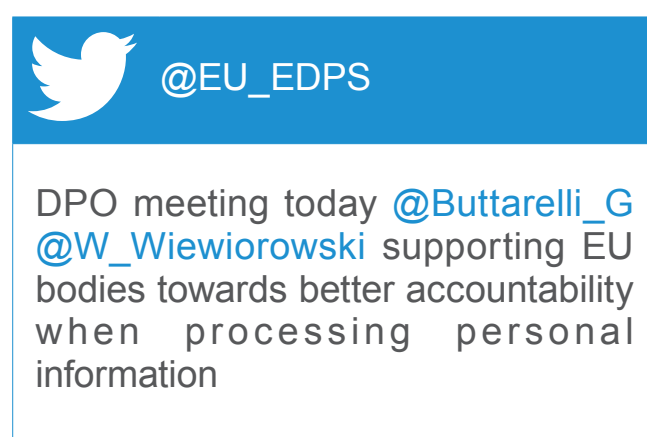 @EU_EDPS
DPO meeting today @Buttarelli_G
@W_Wiewiorowski supporting EU
bodies towards better accountability
when processing personal
information